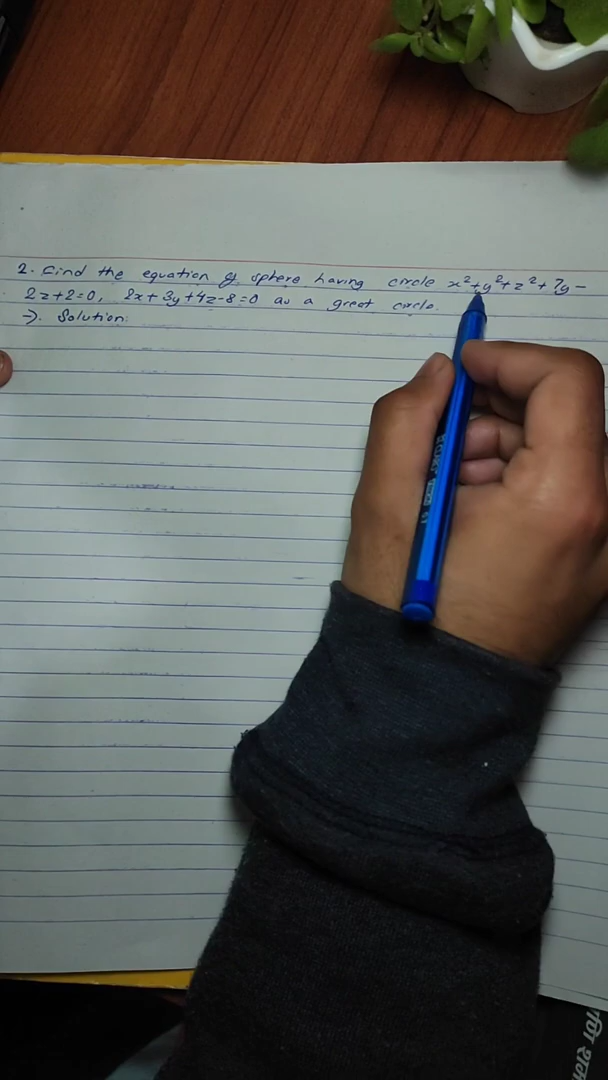 2. Find the equation of sphere having circle x²+y²+z²+7y-
2z+2=0, 2x+3y+4z-8=0 as a great circle.
→. Solution: